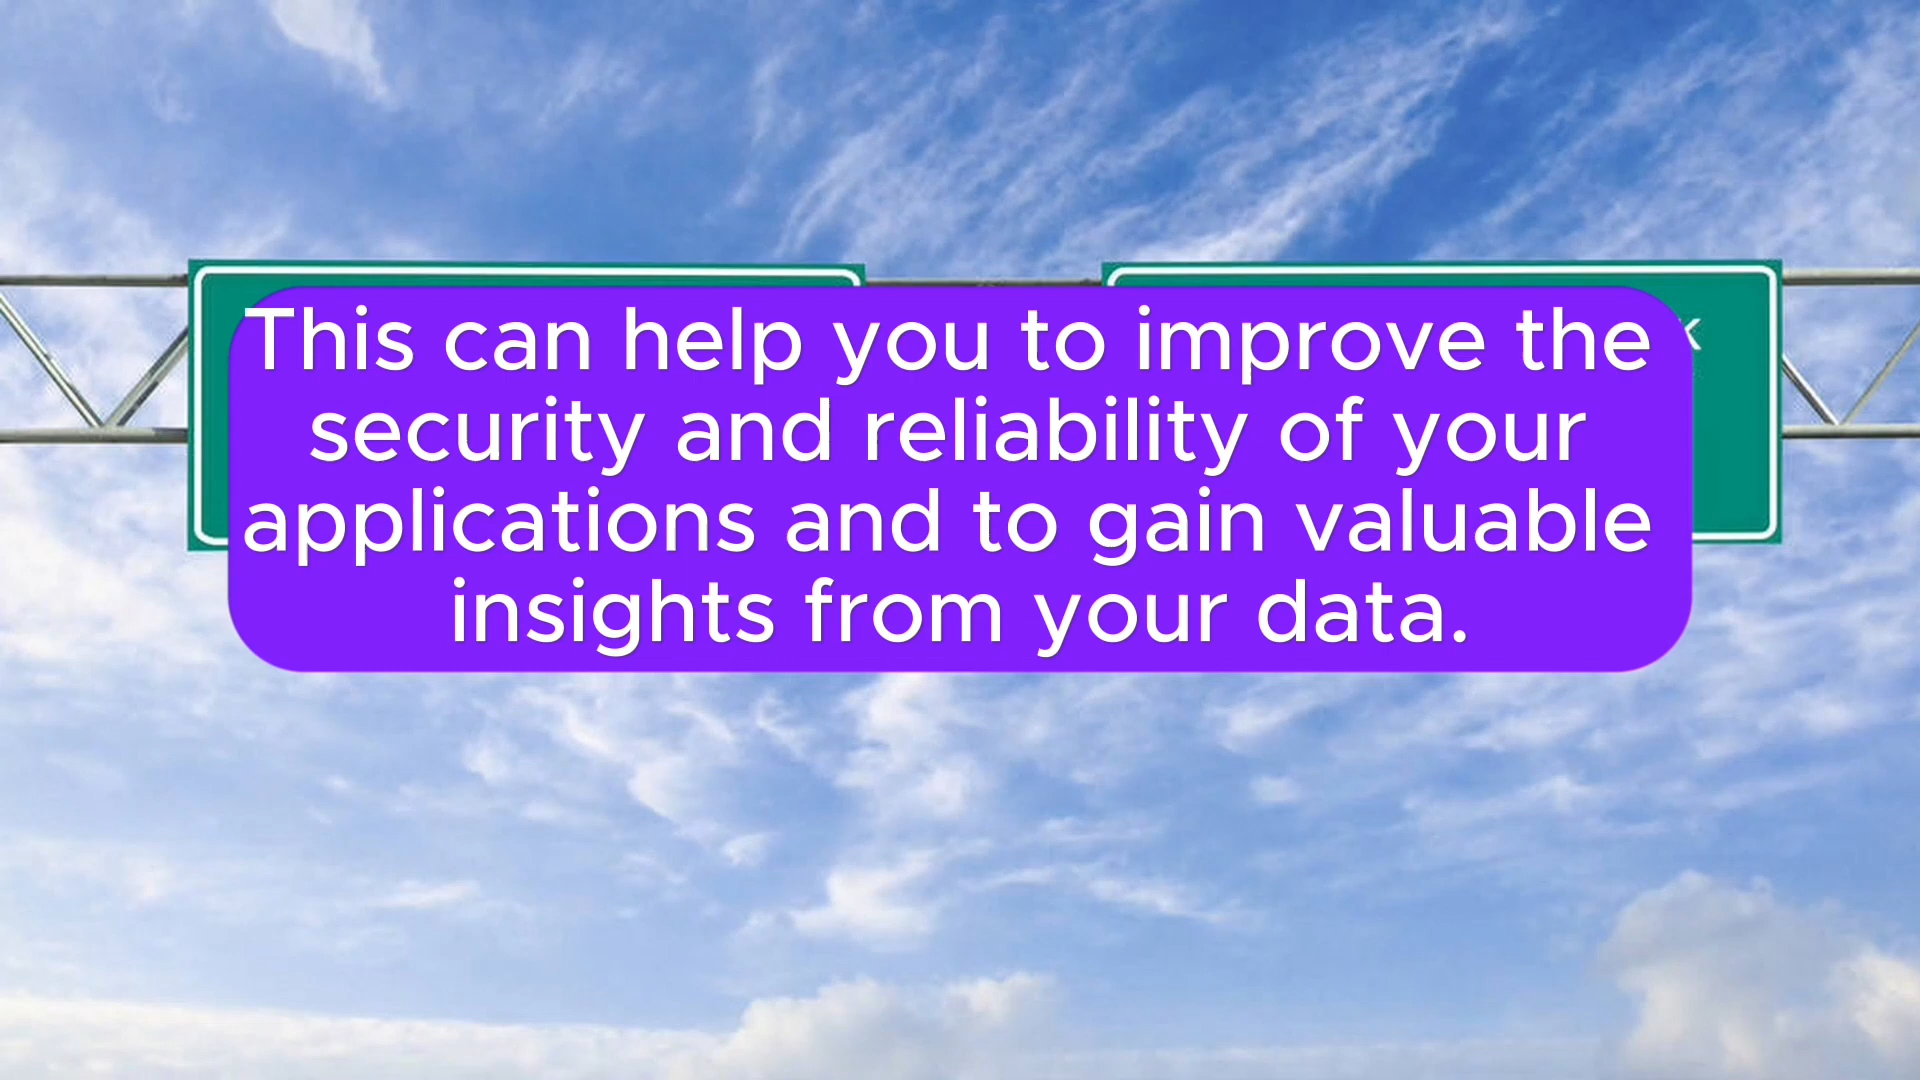 This can help you to improve the
security and reliability of your
applications and to gain valuable
insights from your data.